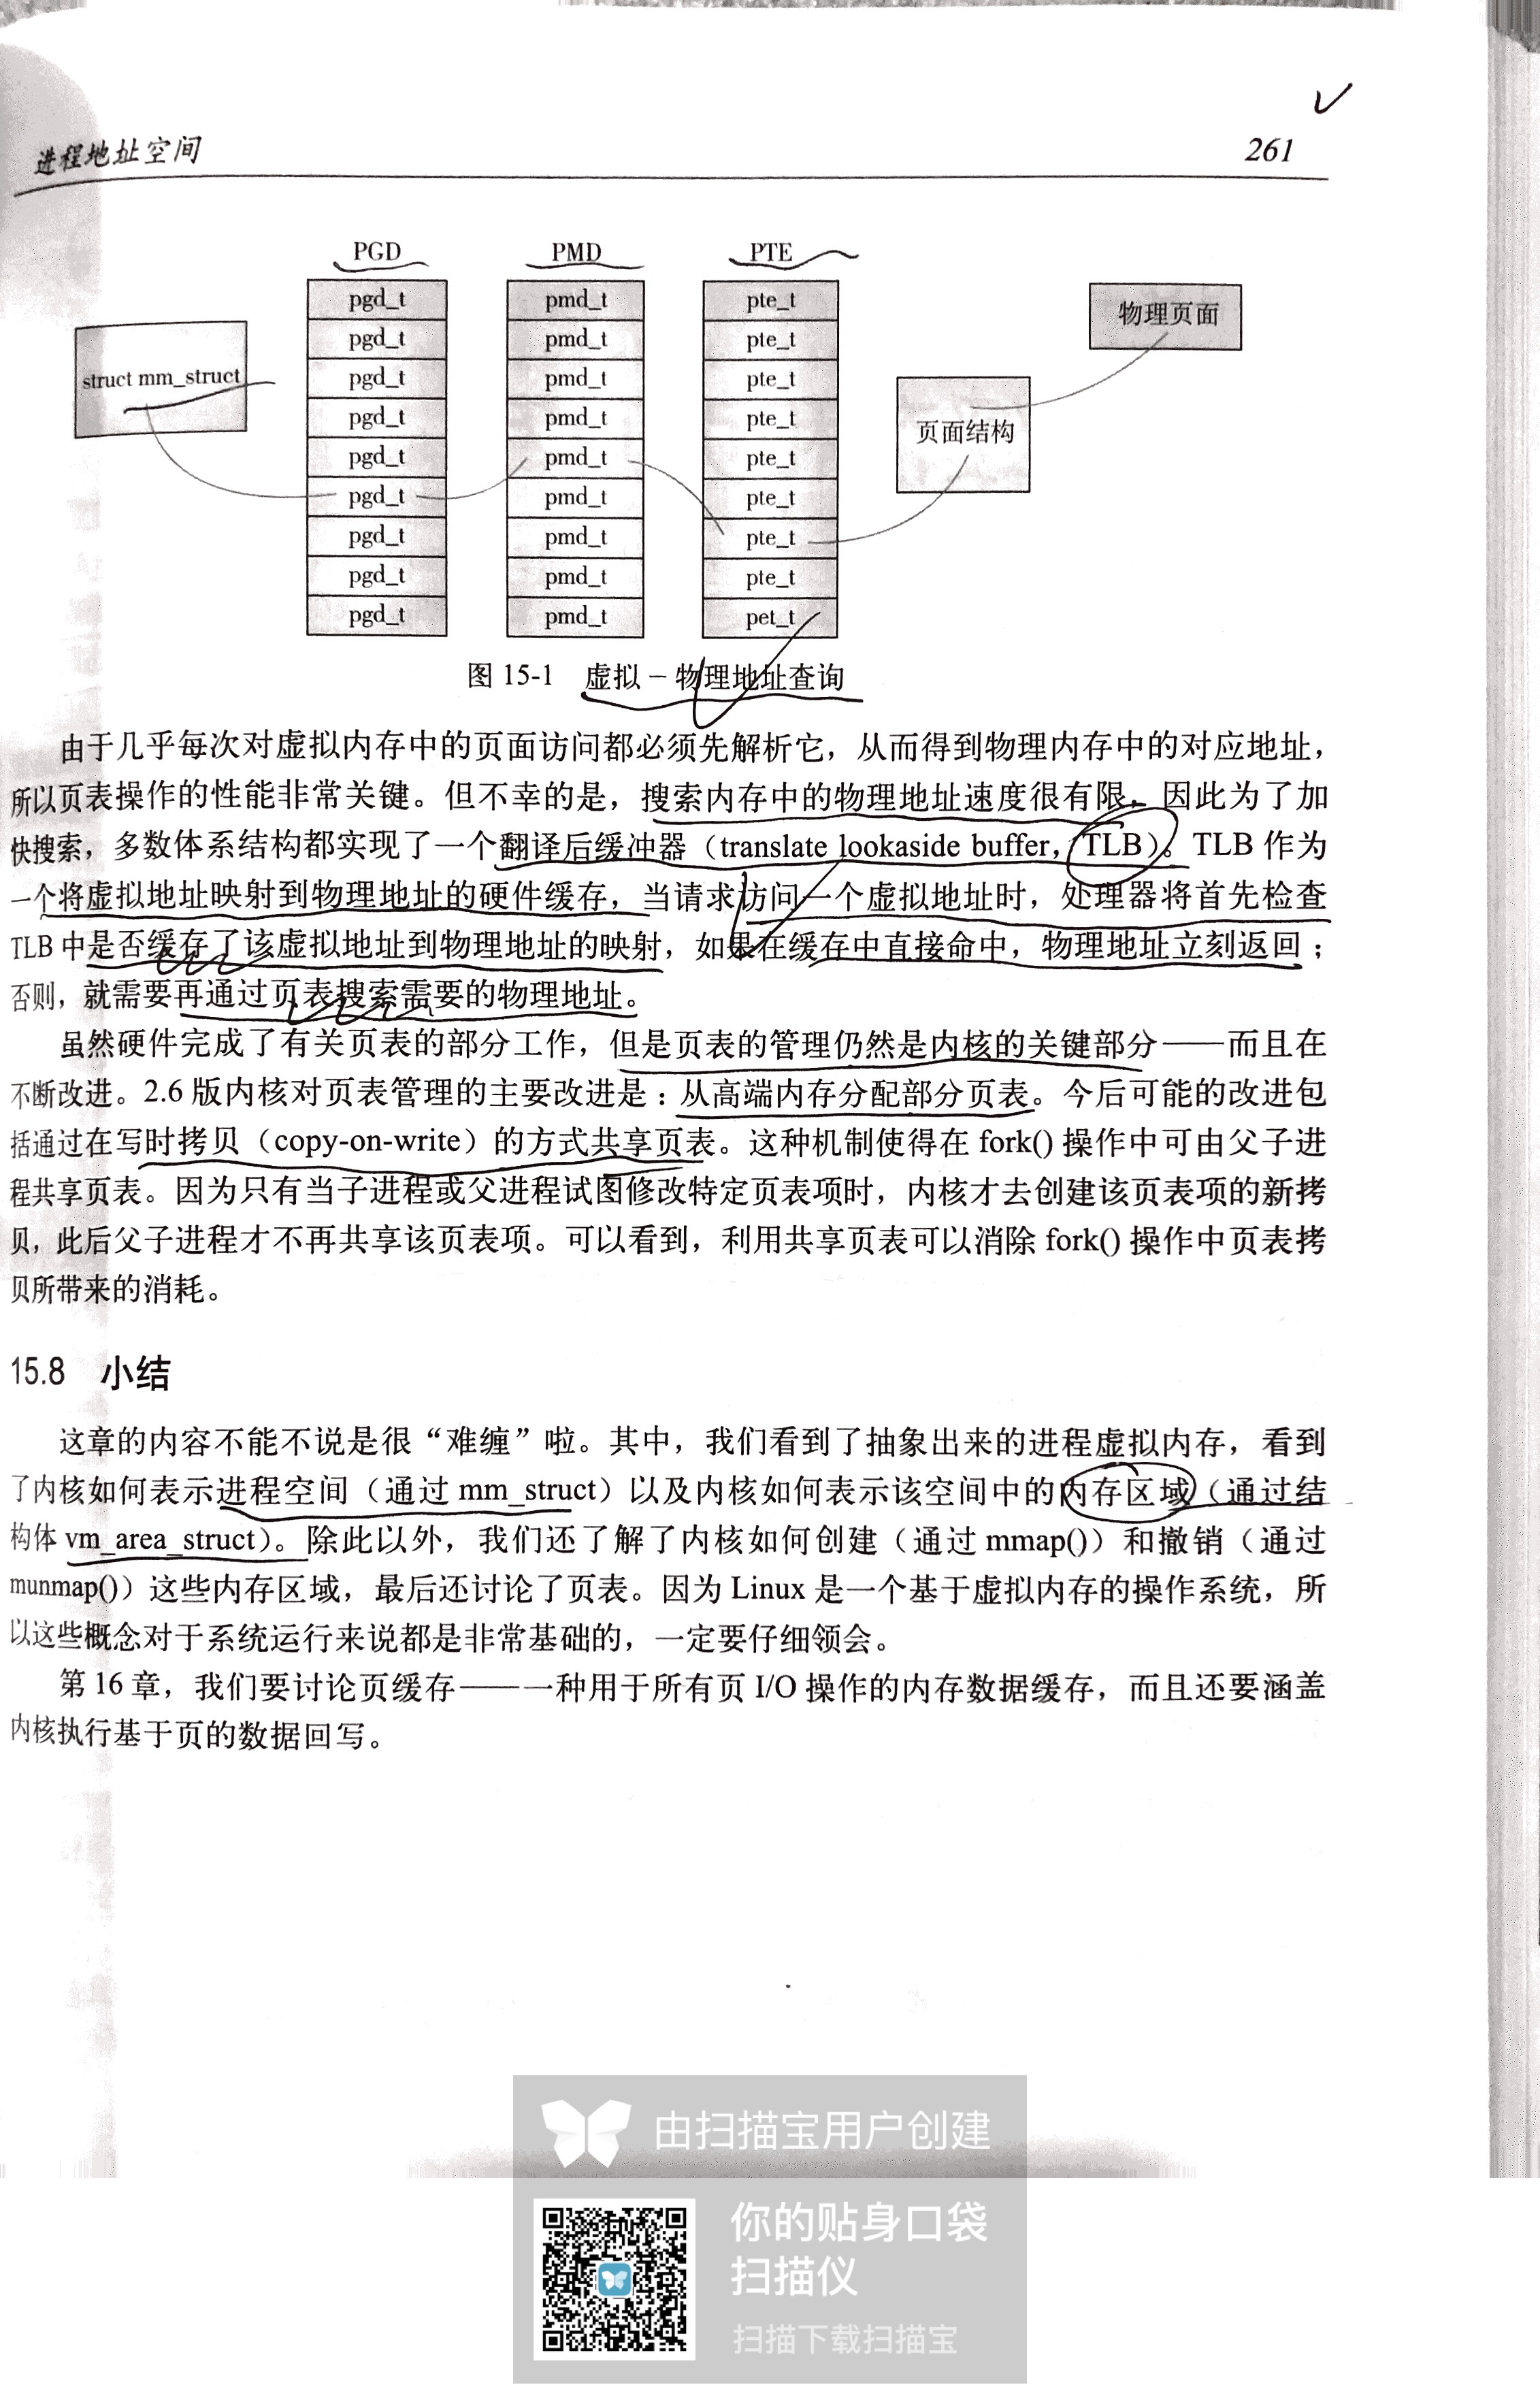 进程地址空间 261
PGD PMD PTE
pgd_t pmd_t pte_t 物理页面
pgd_t pmd_t pte_t
struct mm_struct pgd_t pmd_t pte_t
pgd_t pmd_t pte_t 页面结构
pgd_t pmd_t pte_t
pgd_t pmd_t pte_t
pgd_t pmd_t pte_t
pgd_t pmd_t pte_t
pgd_t pmd_t pet_t
图 15-1 虚拟－物理地址查询
由于几乎每次对虚拟内存中的页面访问都必须先解析它，从而得到物理内存中的对应地址，
所以页表操作的性能非常关键。但不幸的是，搜索内存中的物理地址速度很有限，因此为了加
快搜索，多数体系结构都实现了一个翻译后缓冲器（translate lookaside buffer，TLB）。TLB 作为
一个将虚拟地址映射到物理地址的硬件缓存，当请求访问一个虚拟地址时，处理器将首先检查
TLB 中是否缓存了该虚拟地址到物理地址的映射，如果在缓存中直接命中，物理地址立刻返回；
否则，就需要再通过页表搜索需要的物理地址。
虽然硬件完成了有关页表的部分工作，但是页表的管理仍然是内核的关键部分——而且在
不断改进。2.6 版内核对页表管理的主要改进是：从高端内存分配部分页表。今后可能的改进包
括通过在写时拷贝（copy-on-write）的方式共享页表。这种机制使得在 fork() 操作中可由父子进
程共享页表。因为只有当子进程或父进程试图修改特定页表项时，内核才去创建该页表项的新拷
贝，此后父子进程才不再共享该页表项。可以看到，利用共享页表可以消除 fork() 操作中页表拷
贝所带来的消耗。
15.8 小结
这章的内容不能不说是很“难缠”啦。其中，我们看到了抽象出来的进程虚拟内存，看到
了内核如何表示进程空间（通过 mm_struct）以及内核如何表示该空间中的内存区域（通过结
构体 vm_area_struct）。除此以外，我们还了解了内核如何创建（通过 mmap()）和撤销（通过
munmap()）这些内存区域，最后还讨论了页表。因为 Linux 是一个基于虚拟内存的操作系统，所
以这些概念对于系统运行来说都是非常基础的，一定要仔细领会。
第 16 章，我们要讨论页缓存——一种用于所有页 I/O 操作的内存数据缓存，而且还要涵盖
内核执行基于页的数据回写。
由扫描宝用户创建
你的贴身口袋
扫描仪
扫描下载扫描宝